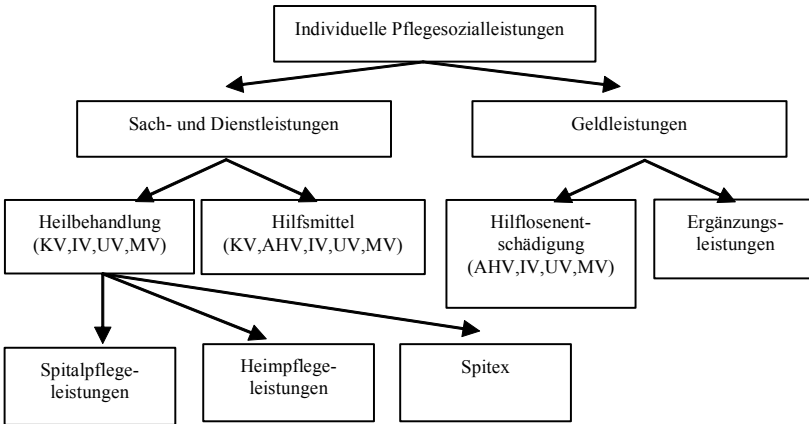 Individuelle Pflegesozialleistungen
Sach- und Dienstleistungen
Geldleistungen
Heilbehandlung
(KV,IV,UV,MV)
Hilfsmittel
(KV,AHV,IV,UV,MV)
Hilflosenent-
schädigung
(AHV,IV,UV,MV)
Ergänzungs-
leistungen
Spitalpflege-
leistungen
Heimpflege-
leistungen
Spitex